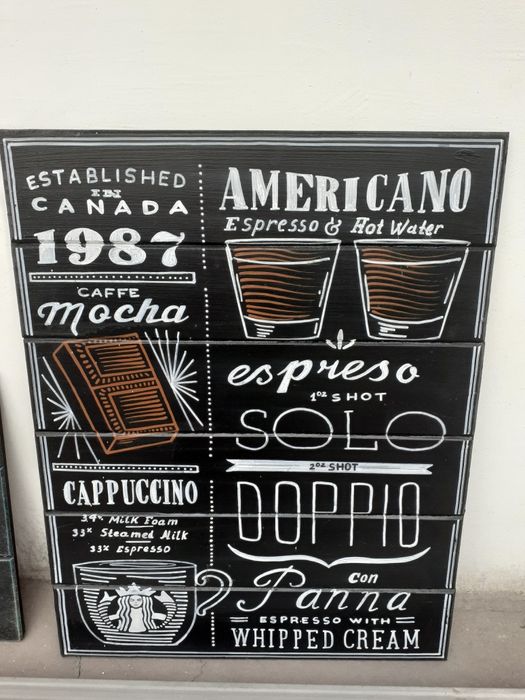 ESTABLISHED
IN
CANADA
1987
CAFFE
mocha
CAPPUCCINO
34% Milk Foam
33% Steamed Milk
33% Espresso
AMERICANO
Espresso & Hot Water
espreso
1oz SHOT
SOLO
2oz SHOT
DOPPIO
con
Panna
ESPRESSO WITH
WHIPPED CREAM